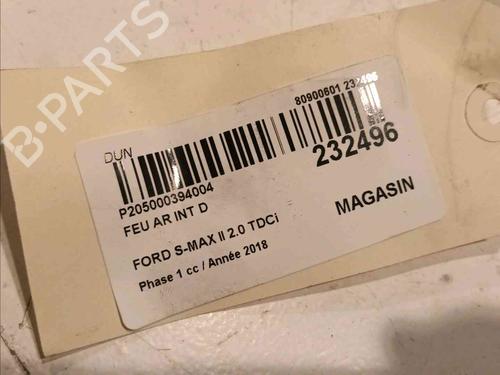 B-PARTS
DUN
80900601 232496
P205000394004
232496
FEU AR INT D
MAGASIN
FORD S-MAX II 2.0 TDCi
Phase 1 cc / Année 2018